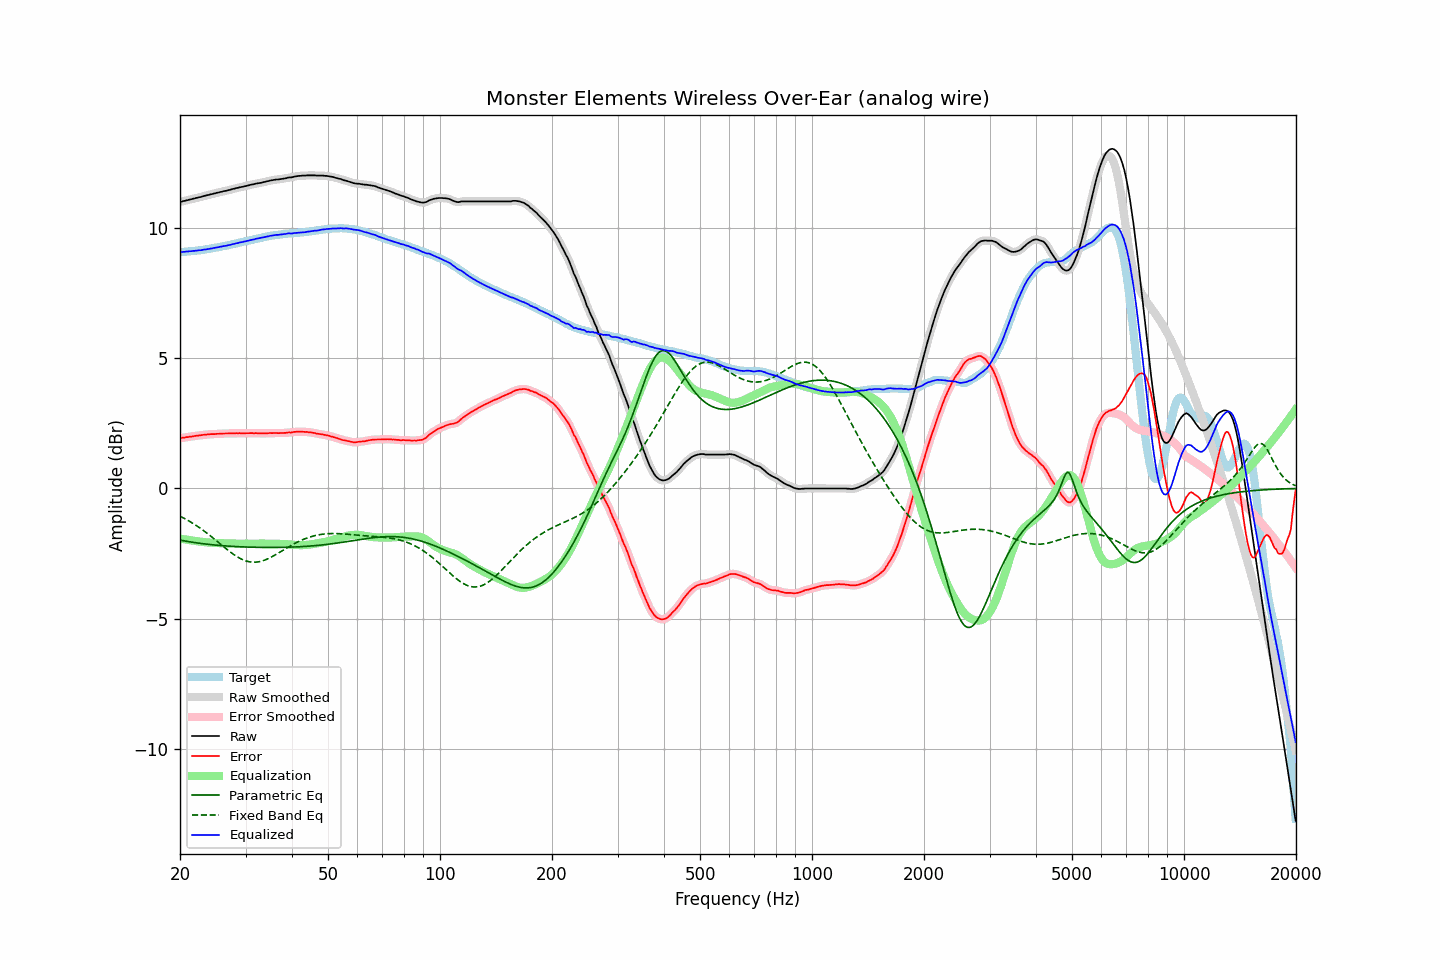 Monster Elements Wireless Over-Ear (analog wire)
Amplitude (dBr)
10
5
0
−5
−10
Target
Raw Smoothed
Error Smoothed
Raw
Error
Equalization
Parametric Eq
Fixed Band Eq
Equalized
20 50 100 200 500 1000 2000 5000 10000 20000
Frequency (Hz)